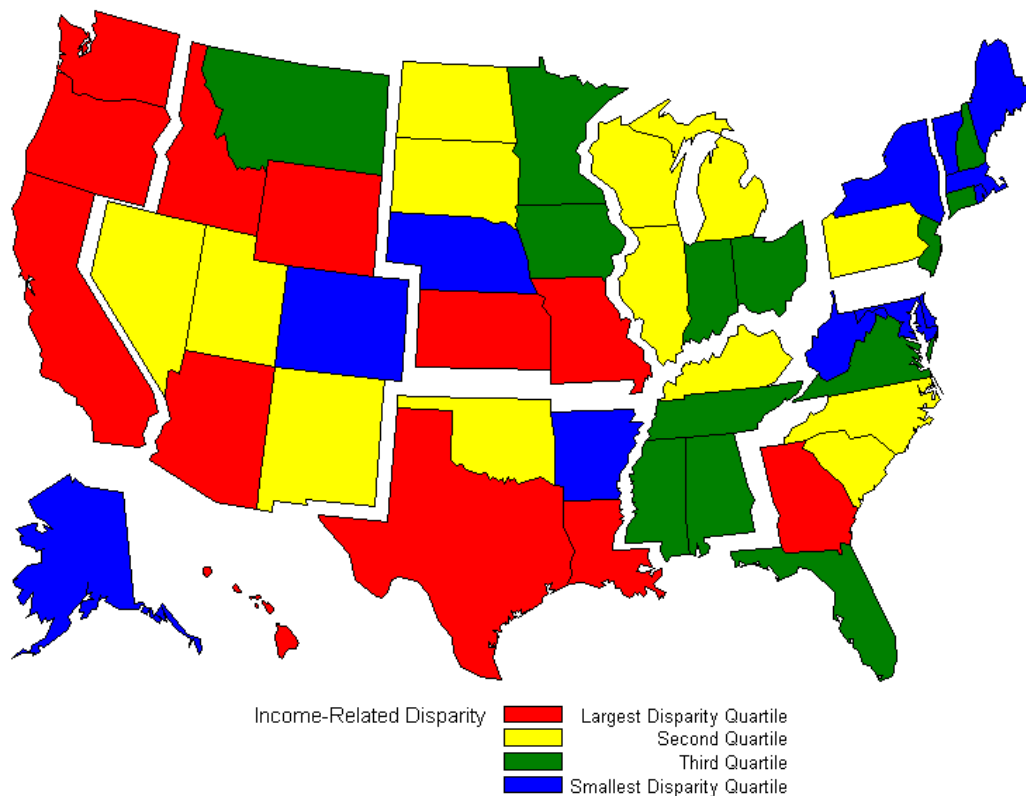 Income-Related Disparity Largest Disparity Quartile
Second Quartile
Third Quartile
Smallest Disparity Quartile